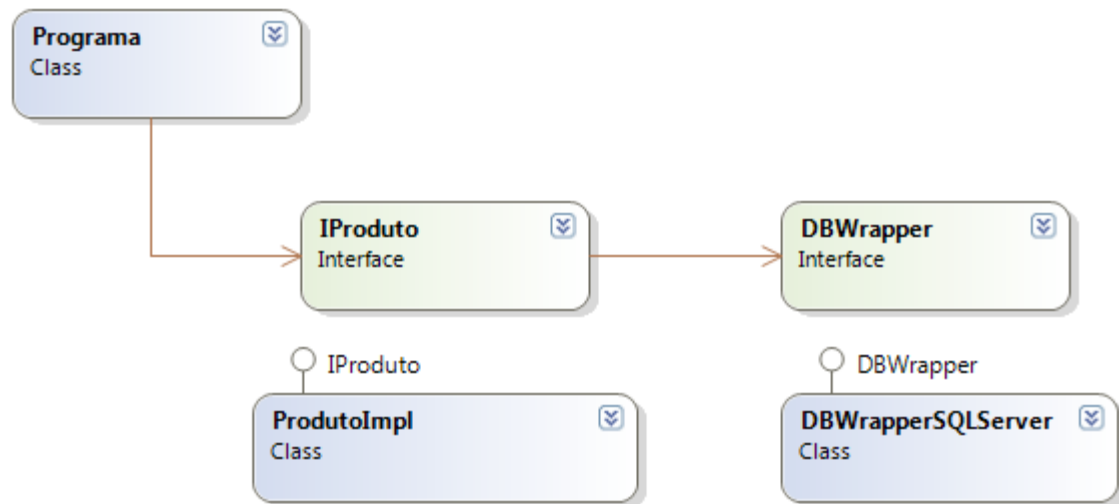 Programa
Class
IProduto
Interface
DBWrapper
Interface
IProduto
DBWrapper
ProdutoImpl
Class
DBWrapperSQLServer
Class